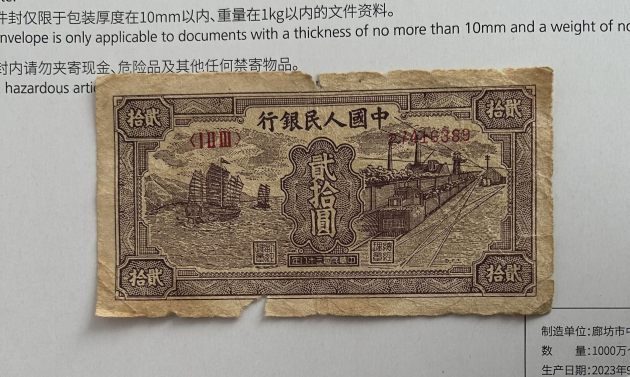 件封仅限于包装厚度在10mm以内、重量在1kg以内的文件资料。
nvelope is only applicable to documents with a thickness of no more than 10mm and a weight of no
封内请勿夹寄现金、危险品及其他任何禁寄物品。
hazardous artic
拾貳
行銀民人國中
拾貳
貳拾圓
拾貳
拾貳
制造单位:廊坊市
数 量:1000万
生产日期:2023年